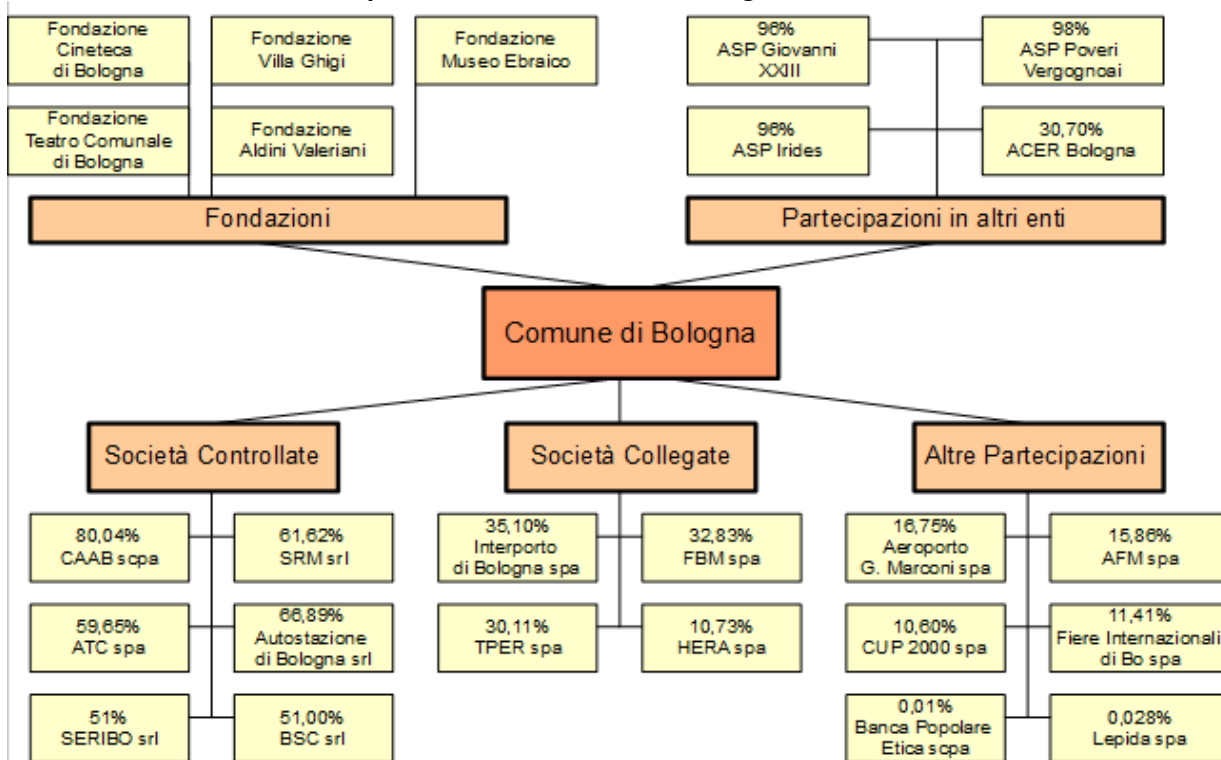 Fondazione
Cineteca
di Bologna
Fondazione
Villa Ghigi
Fondazione
Museo Ebraico
96%
ASP Giovanni
XXIII
98%
ASP Poveri
Vergognoai
Fondazione
Teatro Comunale
di Bologna
Fondazione
Aldini Valeriani
96%
ASP Irides
30,70%
ACER Bologna
Fondazioni
Partecipazioni in altri enti
Comune di Bologna
Società Controllate
Società Collegate
Altre Partecipazioni
80,04%
CAAB scpa
61,62%
SRM srl
35,10%
Interporto
di Bologna spa
32,83%
FBM spa
16,75%
Aeroporto
G. Marconi spa
15,86%
AFM spa
59,65%
ATC spa
66,89%
Autostazione
di Bologna srl
30,11%
TPER spa
10,73%
HERA spa
10,60%
CUP 2000 spa
11,41%
Fiere Internazionali
di Bo spa
51%
SERIBO srl
51,00%
BSC srl
0,01%
Banca Popolare
Etica scpa
0,028%
Lepida spa